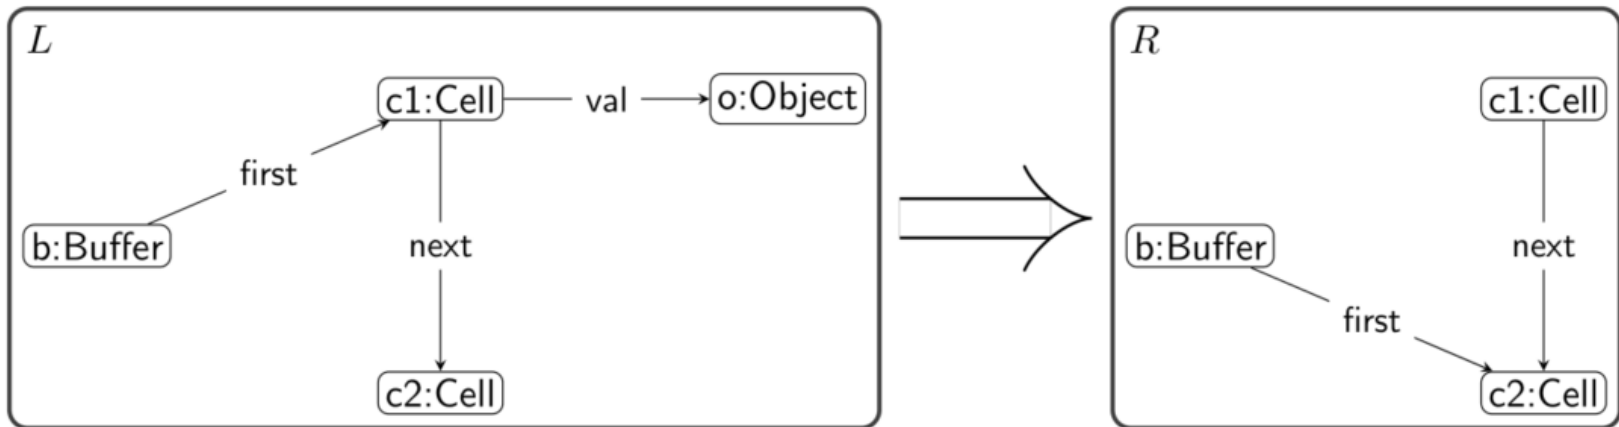 L
R
c1:Cell
val
o:Object
c1:Cell
first
b:Buffer
next
b:Buffer
next
first
c2:Cell
c2:Cell